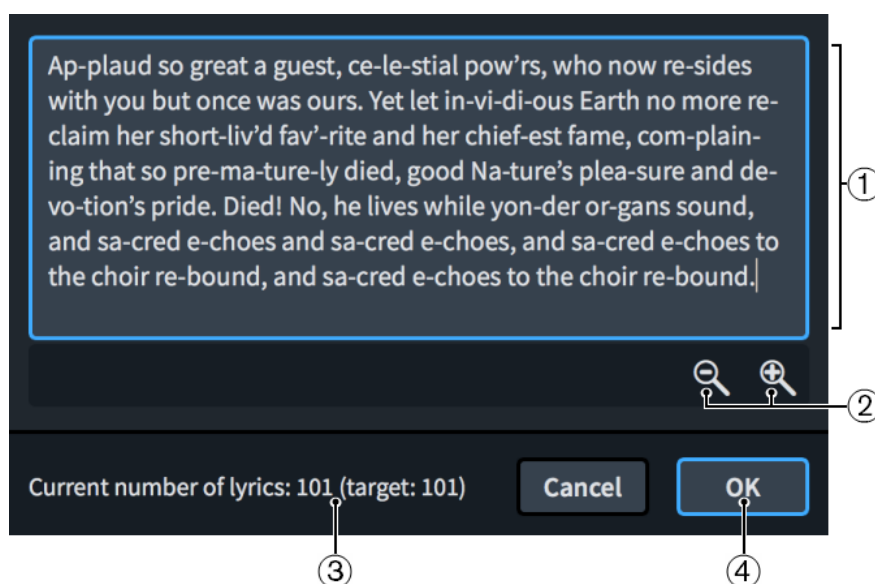 Ap-plaud so great a guest, ce-le-stial pow’rs, who now re-sides
with you but once was ours. Yet let in-vi-di-ous Earth no more re-
claim her short-liv’d fav’-rite and her chief-est fame, com-plain-
ing that so pre-ma-ture-ly died, good Na-ture’s plea-sure and de-
vo-tion’s pride. Died! No, he lives while yon-der or-gans sound,
and sa-cred e-choes and sa-cred e-choes, and sa-cred e-choes to
the choir re-bound, and sa-cred e-choes to the choir re-bound.
①
②
Current number of lyrics: 101 (target: 101) Cancel OK
③ ④